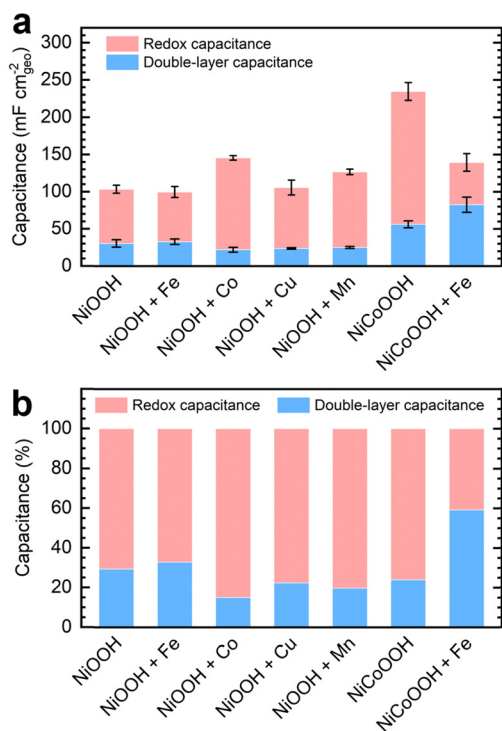 a
Capacitance (mF cm⁻²geo)
300
250
200
150
100
50
0
Redox capacitance
Double-layer capacitance
NiOOH
NiOOH + Fe
NiOOH + Co
NiOOH + Cu
NiOOH + Mn
NiCoOOH
NiCoOOH + Fe
b
Capacitance (%)
100
80
60
40
20
0
Redox capacitance
Double-layer capacitance
NiOOH
NiOOH + Fe
NiOOH + Co
NiOOH + Cu
NiOOH + Mn
NiCoOOH
NiCoOOH + Fe